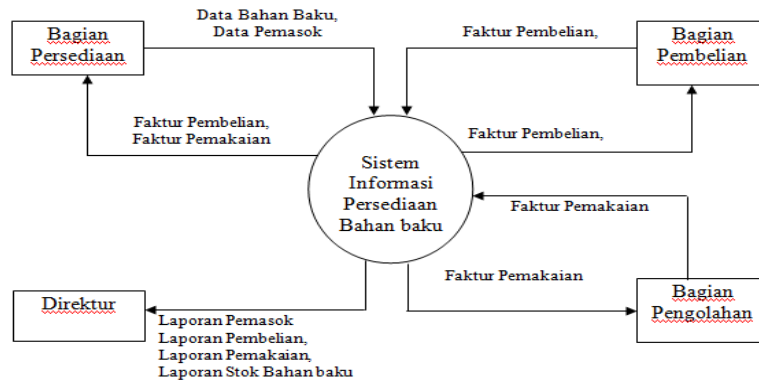 Bagian
Persediaan
Data Bahan Baku,
Data Pemasok
Faktur Pembelian,
Bagian
Pembelian
Faktur Pembelian,
Faktur Pemakaian
Faktur Pembelian,
Sistem
Informasi
Persediaan
Bahan baku
Faktur Pemakaian
Faktur Pemakaian
Direktur
Bagian
Pengolahan
Laporan Pemasok
Laporan Pembelian,
Laporan Pemakaian,
Laporan Stok Bahan baku